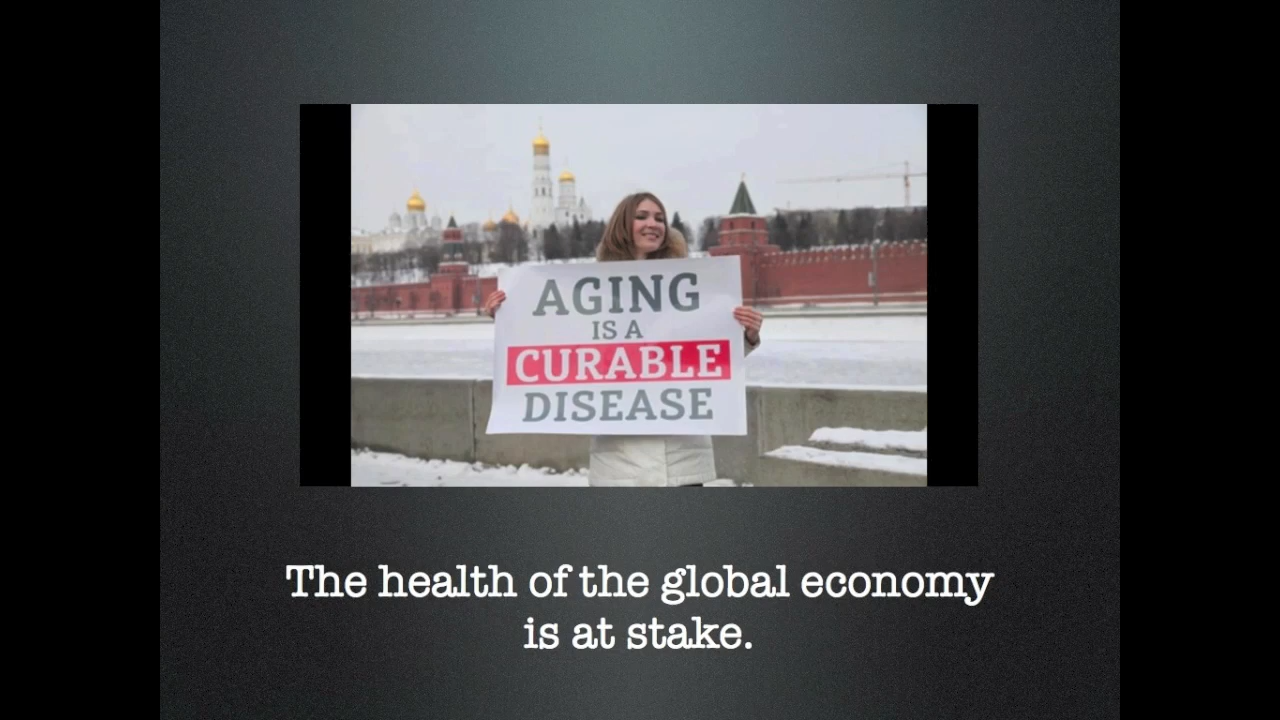 AGING
IS A
CURABLE
DISEASE
The health of the global economy
is at stake.